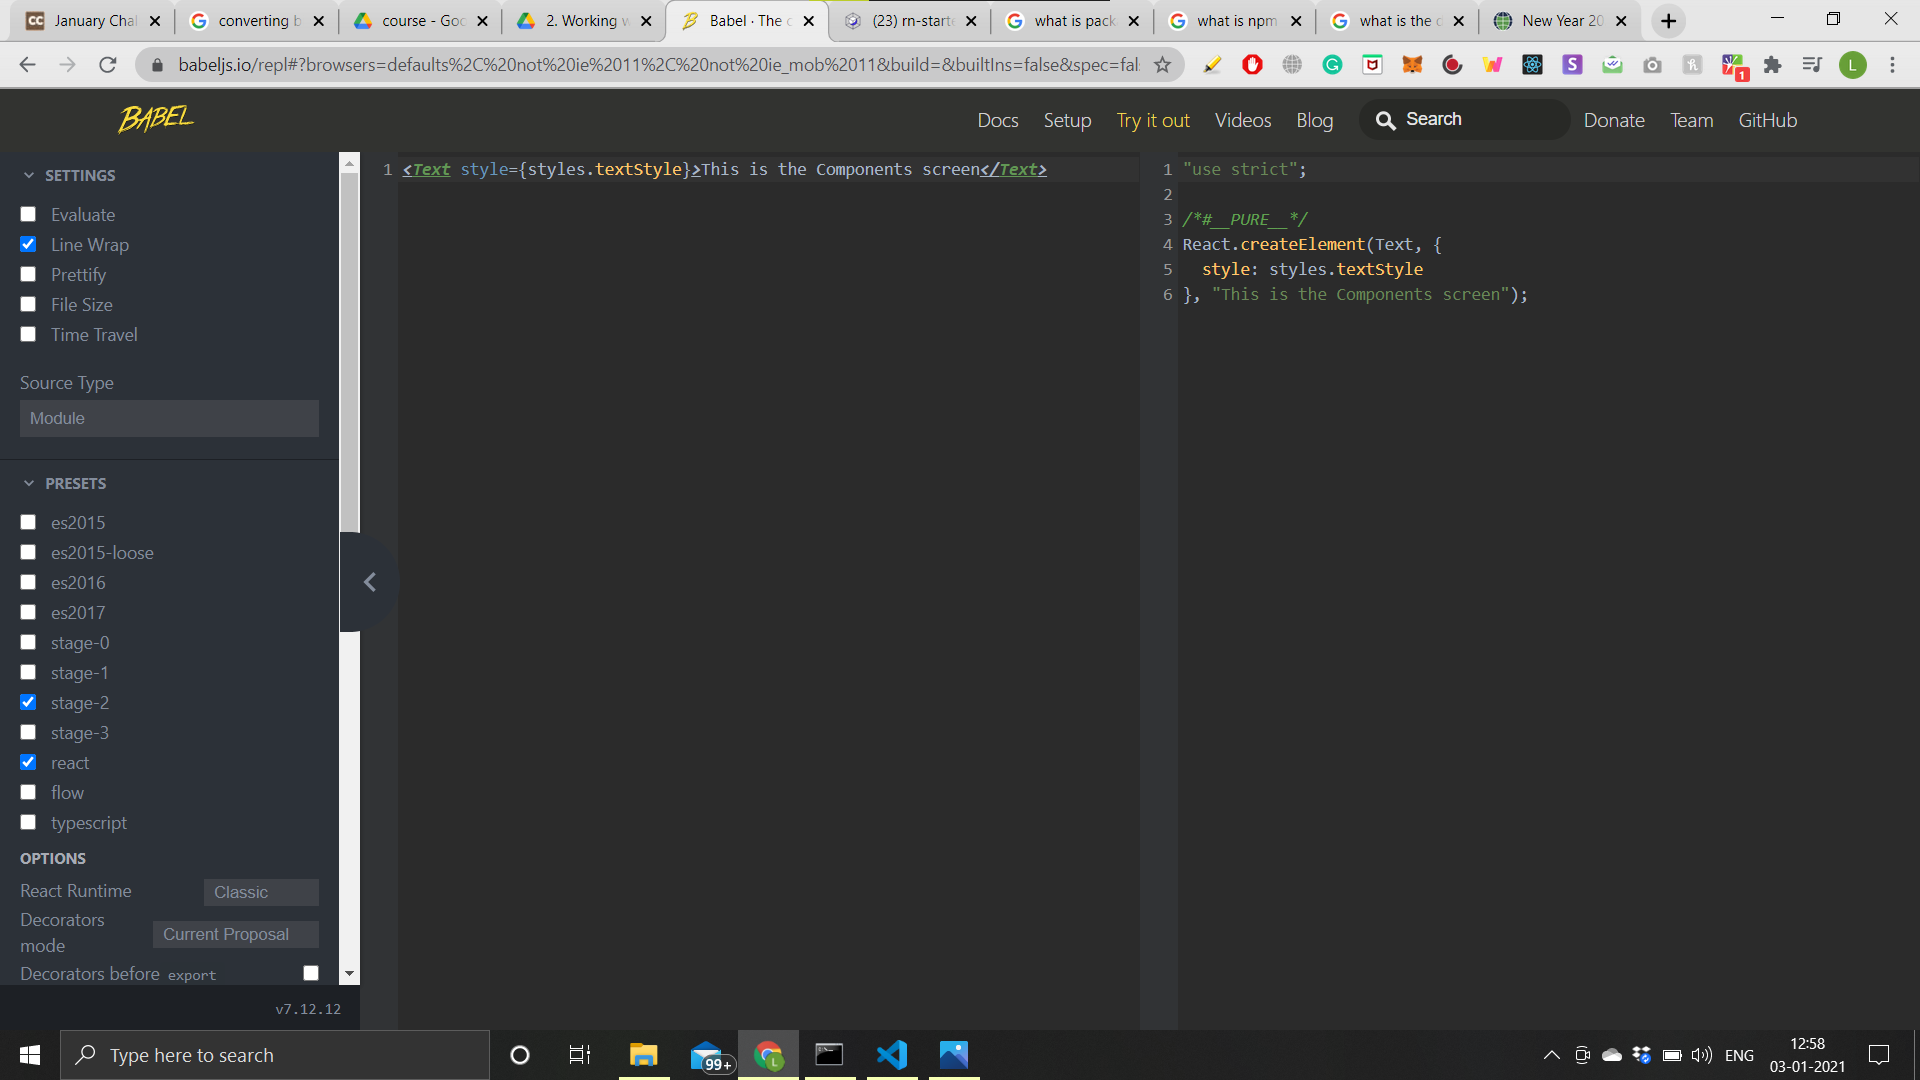 January Chal
converting b
course - Goo
2. Working w
Babel · The c
(23) rn-starte
what is pack
what is npm
what is the d
New Year 20
babeljs.io/repl#?browsers=defaults%2C%20not%20ie%2011%2C%20not%20ie_mob%2011&build=&builtIns=false&spec=fal
1
L
BABEL
Docs
Setup
Try it out
Videos
Blog
Search
Donate
Team
GitHub
SETTINGS
Evaluate
Line Wrap
Prettify
File Size
Time Travel
Source Type
Module
PRESETS
es2015
es2015-loose
es2016
es2017
stage-0
stage-1
stage-2
stage-3
react
flow
typescript
OPTIONS
React Runtime Classic
Decorators mode Current Proposal
Decorators before export
v7.12.12
1 <Text style={styles.textStyle}>This is the Components screen</Text>
1 "use strict";
2
3 /*#__PURE__*/
4 React.createElement(Text, {
5 style: styles.textStyle
6 }, "This is the Components screen");
Type here to search
99+
L
ENG
12:58
03-01-2021